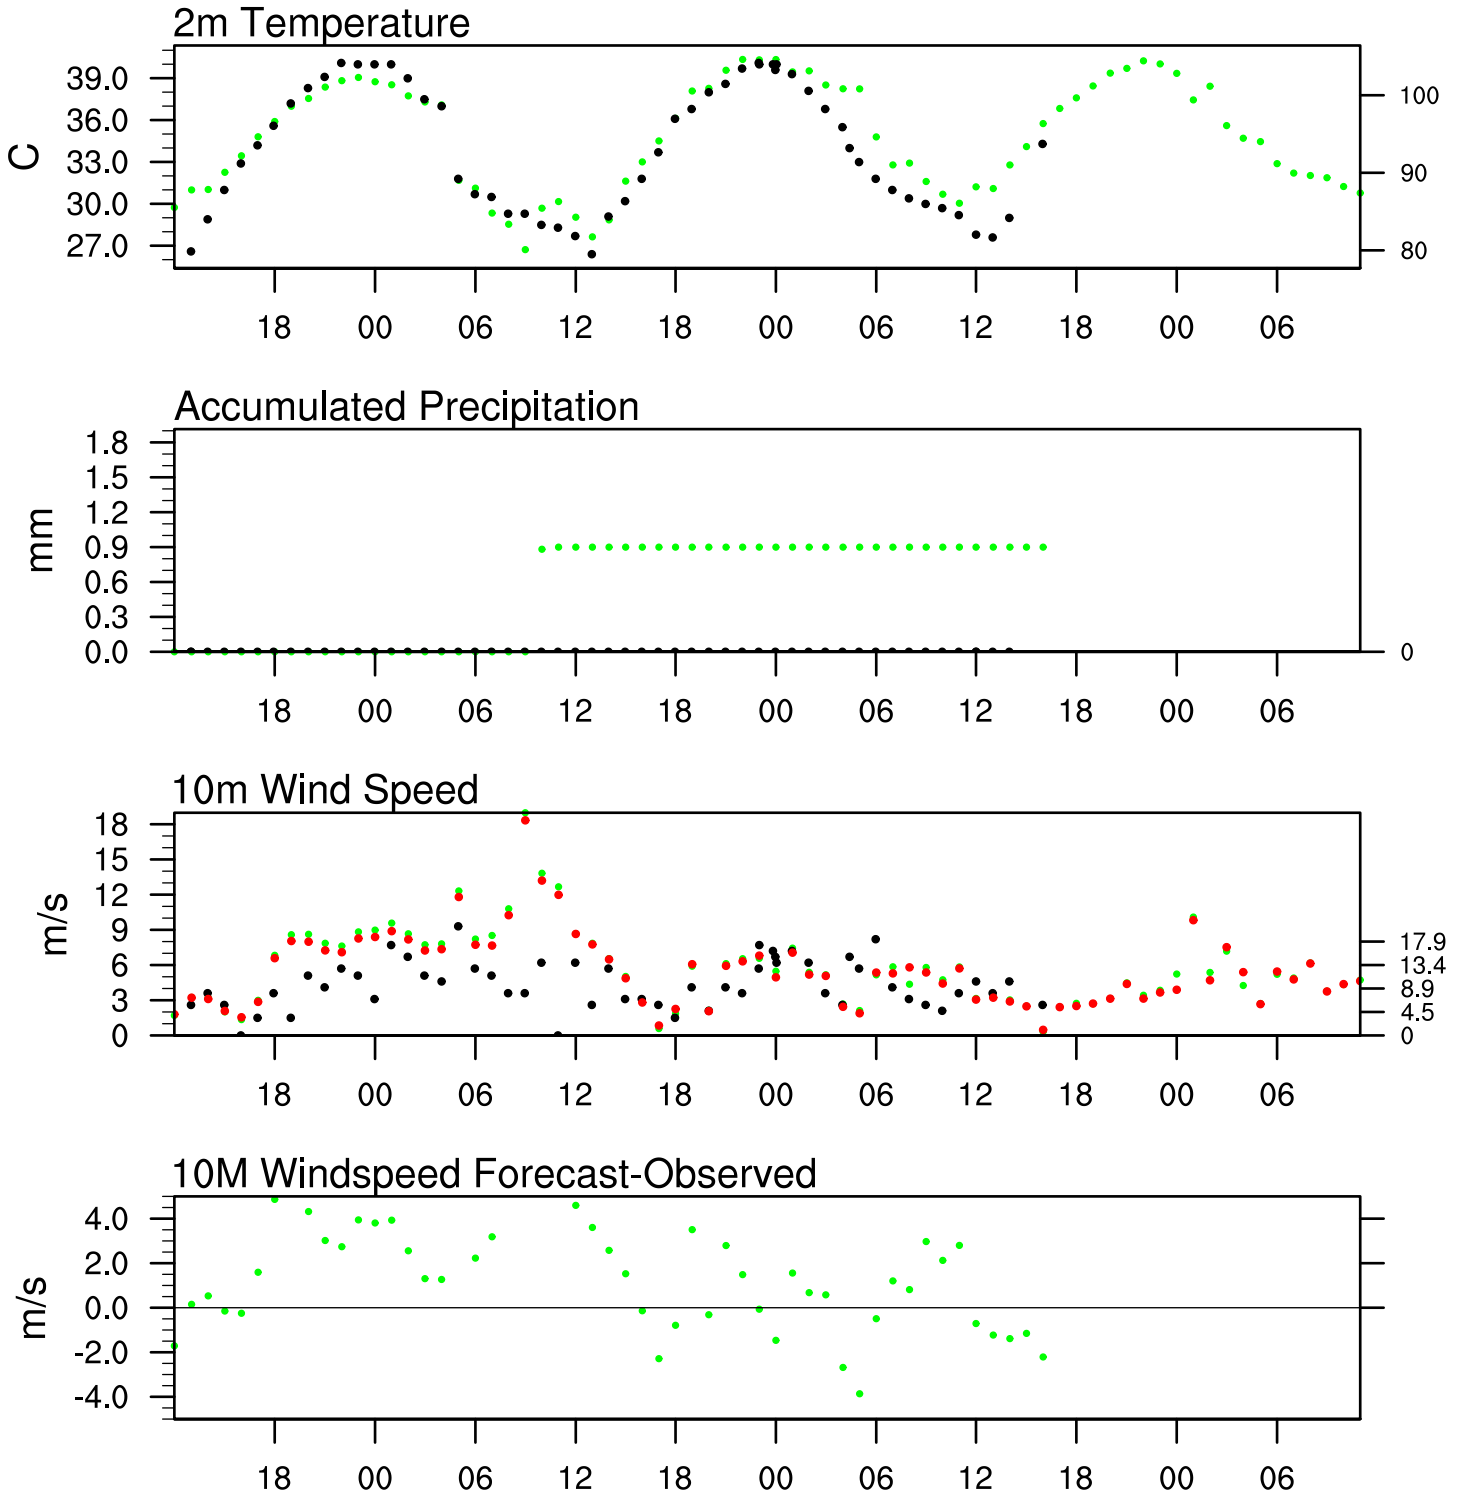 2m Temperature
C
39.0
36.0
33.0
30.0
27.0
100
90
80
18 00 06 12 18 00 06 12 18 00 06
Accumulated Precipitation
mm
1.8
1.5
1.2
0.9
0.6
0.3
0.0
0
18 00 06 12 18 00 06 12 18 00 06
10m Wind Speed
m/s
18
15
12
9
6
3
0
17.9
13.4
8.9
4.5
0
18 00 06 12 18 00 06 12 18 00 06
10M Windspeed Forecast-Observed
m/s
4.0
2.0
0.0
-2.0
-4.0
18 00 06 12 18 00 06 12 18 00 06